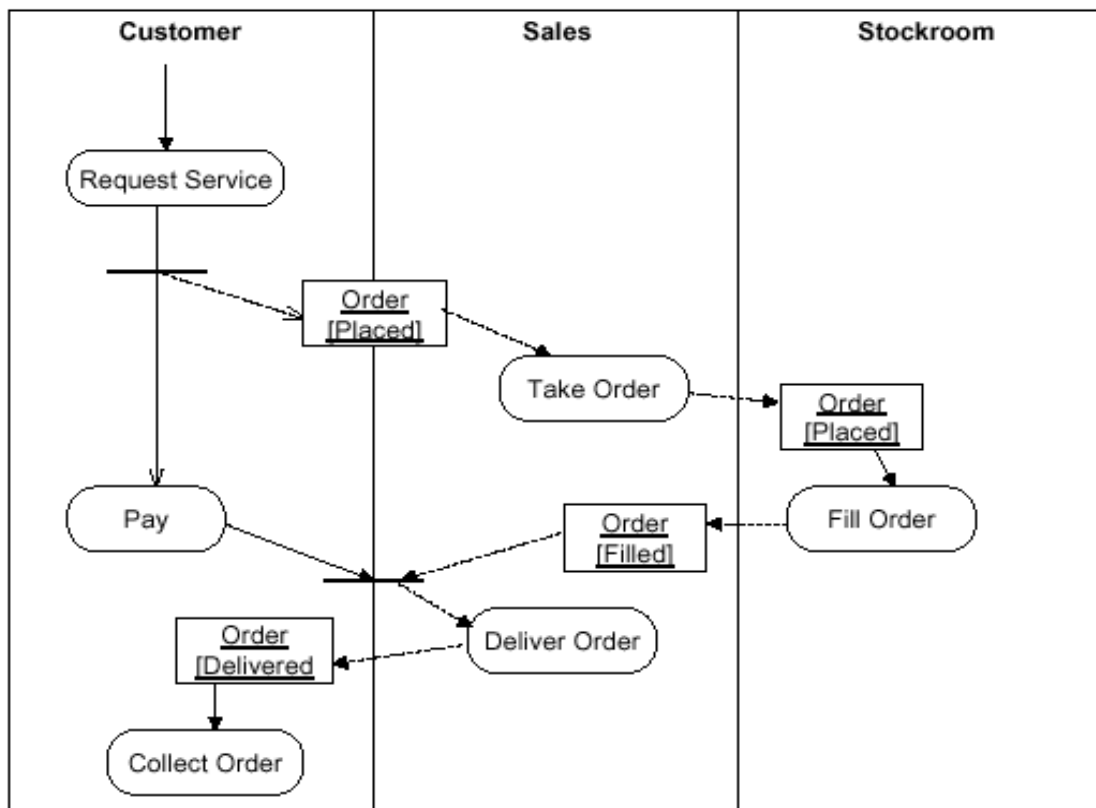 Customer
Sales
Stockroom
Request Service
Order
[Placed]
Take Order
Order
[Placed]
Pay
Order
[Filled]
Fill Order
Order
[Delivered
Deliver Order
Collect Order